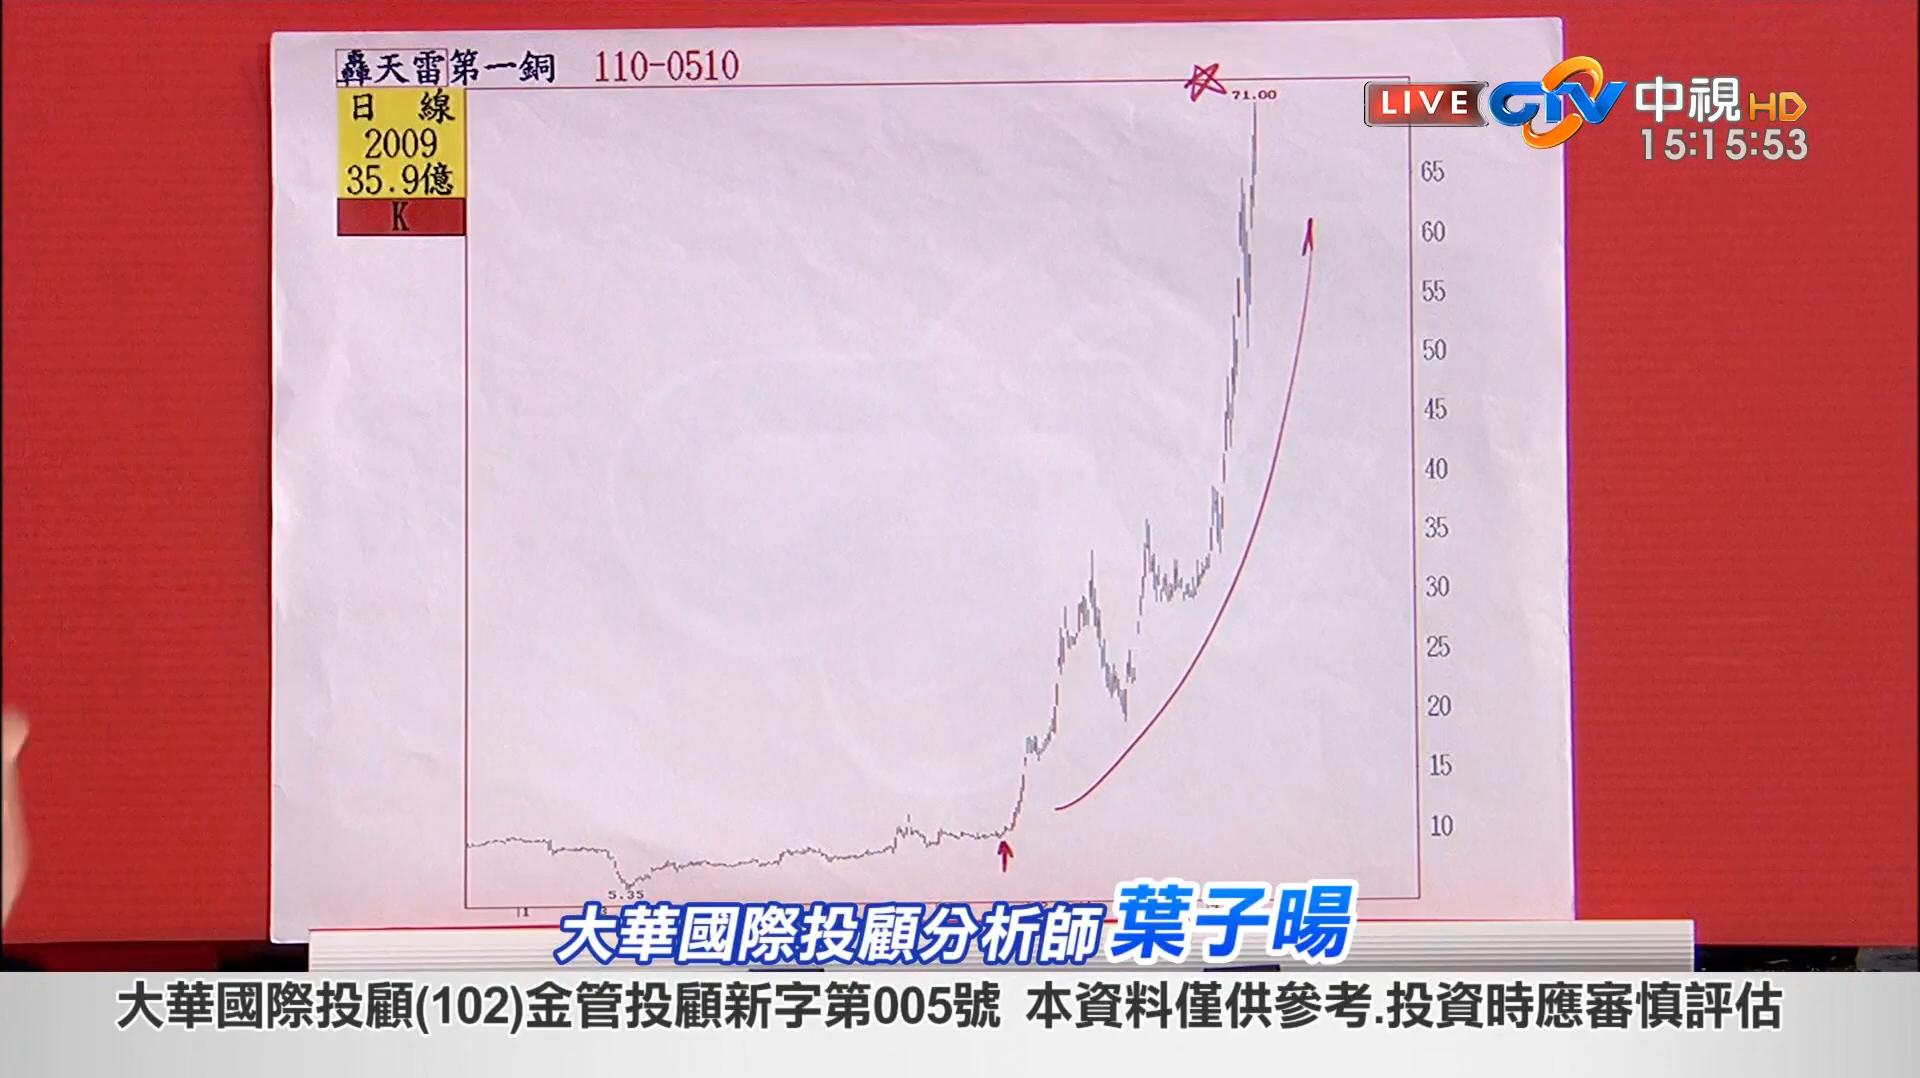 轟天雷第一銅 110-0510
日 線
2009
35.9億
K
71.00
LIVE CTV 中視HD
15:15:53
65
60
55
50
45
40
35
30
25
20
15
10
5.35
1
大華國際投顧分析師 葉子暘
大華國際投顧(102)金管投顧新字第005號 本資料僅供參考.投資時應審慎評估